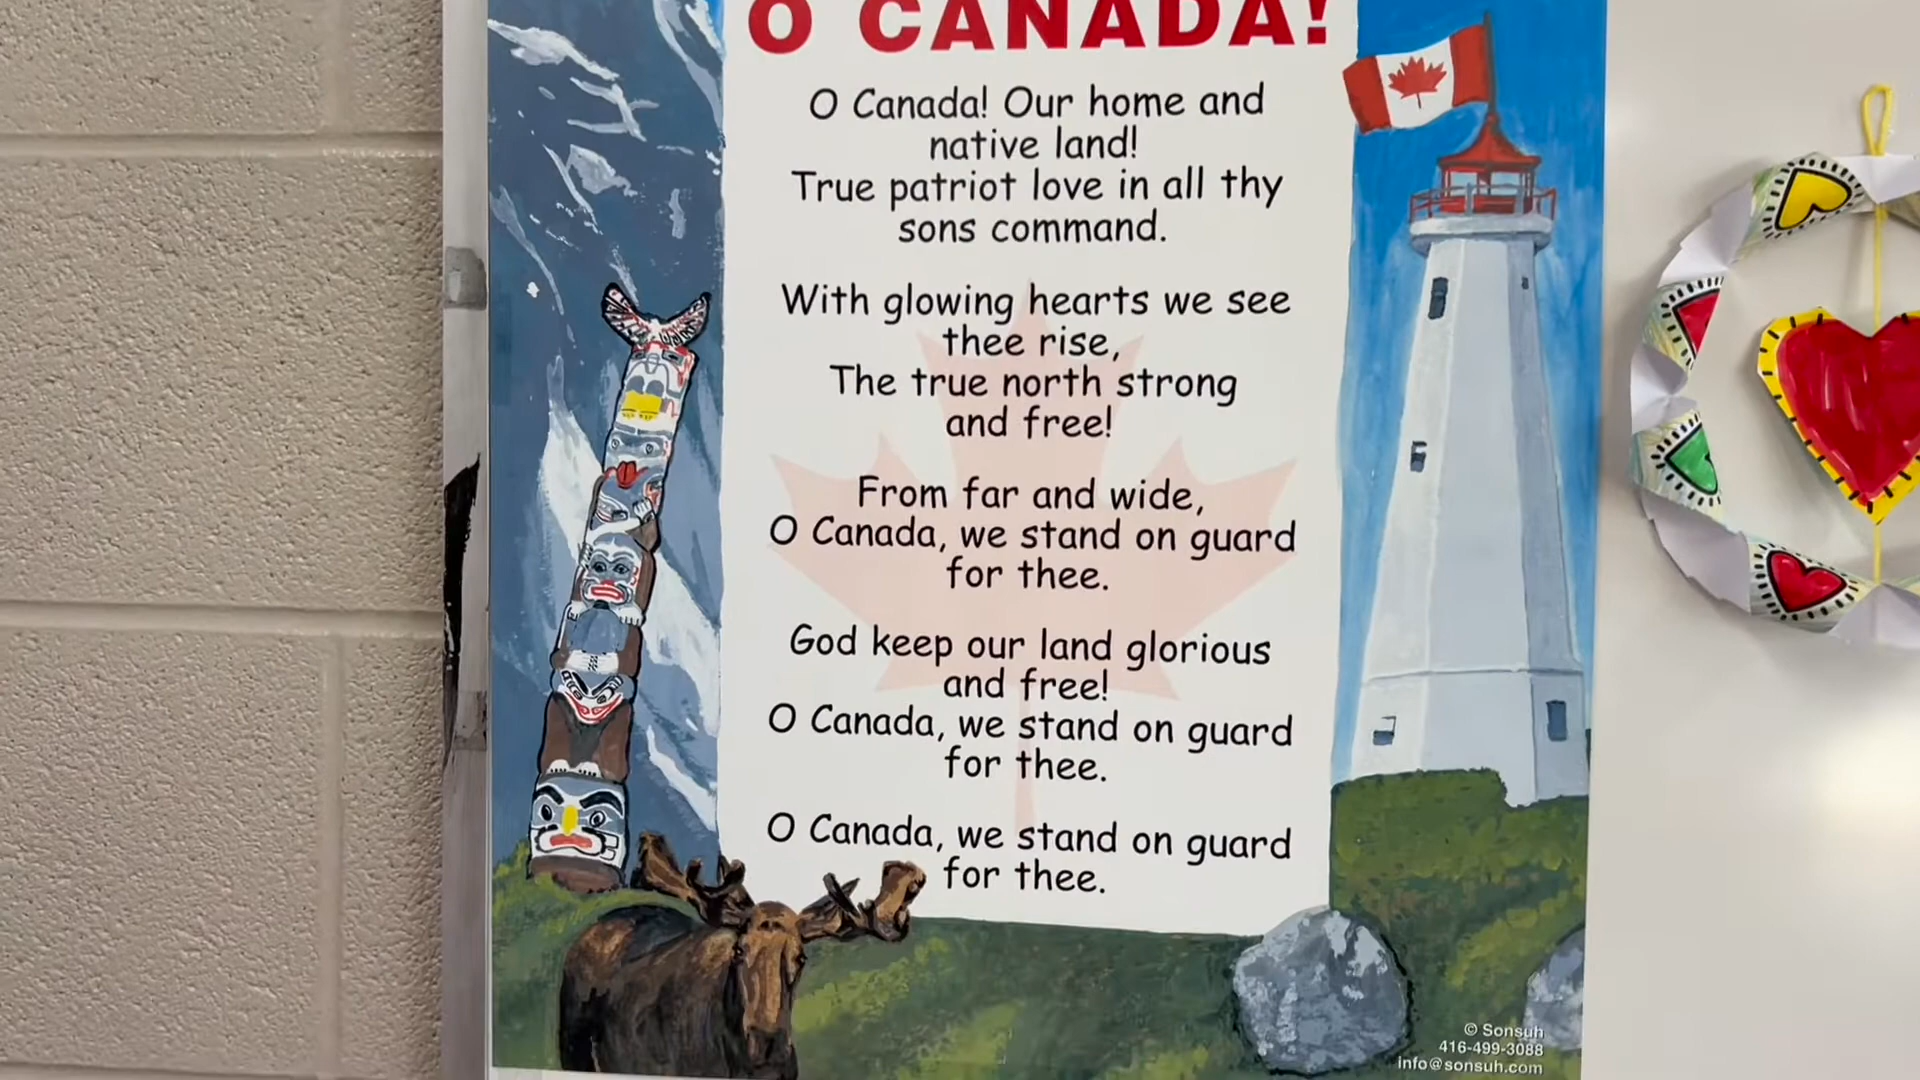 O CANADA!
O Canada! Our home and
native land!
True patriot love in all thy
sons command.
With glowing hearts we see
thee rise,
The true north strong
and free!
From far and wide,
O Canada, we stand on guard
for thee.
God keep our land glorious
and free!
O Canada, we stand on guard
for thee.
O Canada, we stand on guard
for thee.
© Sonsuh
416-499-3088
info@sonsuh.com